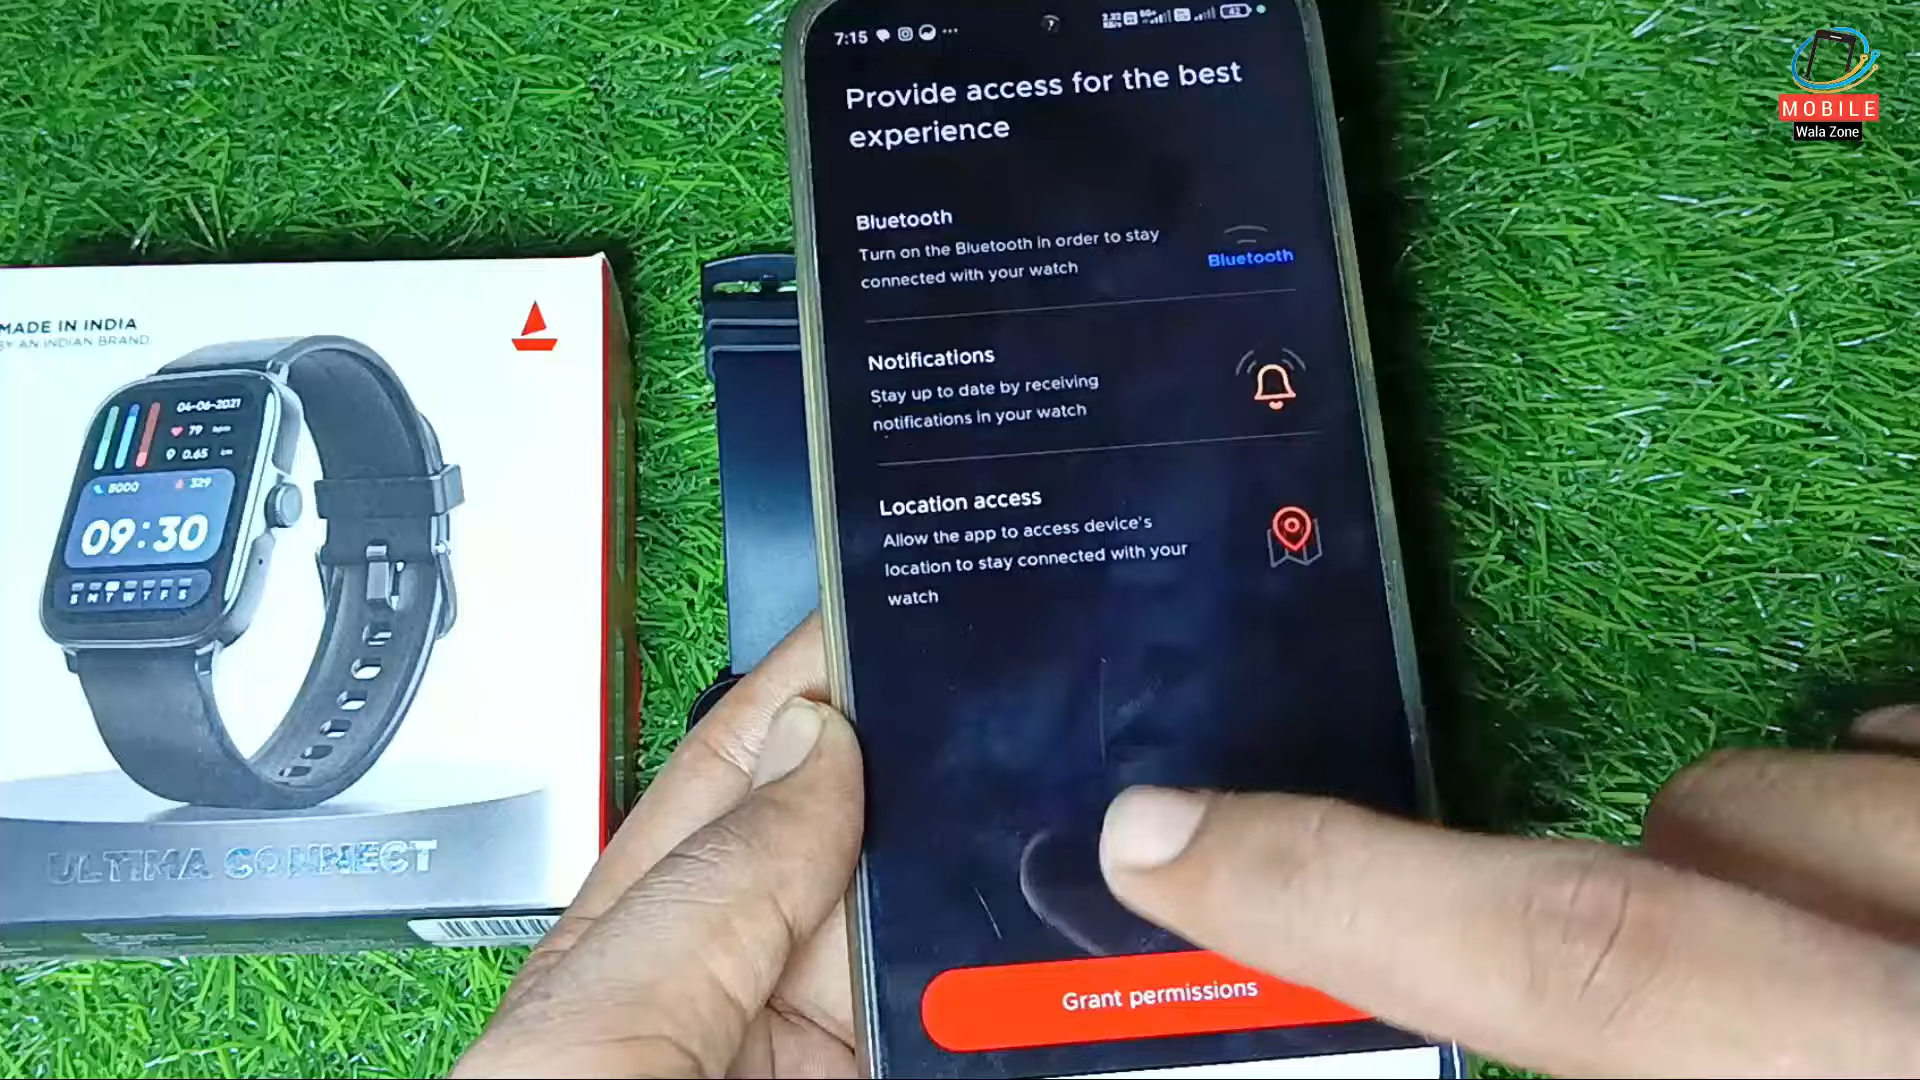 7:15
42
MOBILE
Wala Zone
Provide access for the best
experience
Bluetooth
Turn on the Bluetooth in order to stay
connected with your watch
Bluetooth
Notifications
Stay up to date by receiving
notifications in your watch
Location access
Allow the app to access device's
location to stay connected with your
watch
Grant permissions
MADE IN INDIA
BY AN INDIAN BRAND
04-06-2021
79
0.65
8000 329
09:30
S M T W T F S
ULTIMA CONNECT